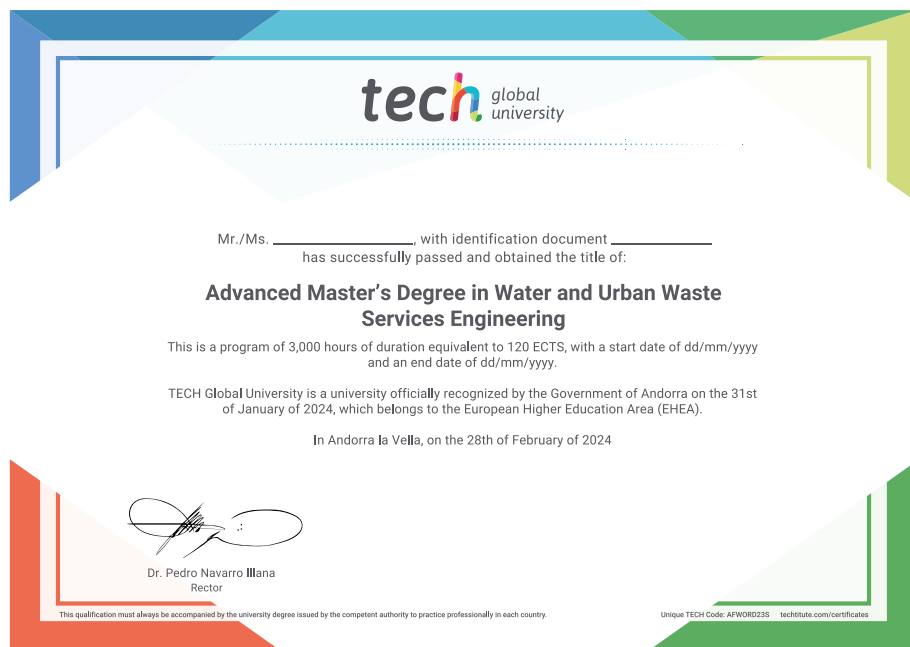 tech global
university
Mr./Ms. ____________, with identification document ____________
has successfully passed and obtained the title of:
Advanced Master’s Degree in Water and Urban Waste
Services Engineering
This is a program of 3,000 hours of duration equivalent to 120 ECTS, with a start date of dd/mm/yyyy
and an end date of dd/mm/yyyy.
TECH Global University is a university officially recognized by the Government of Andorra on the 31st
of January of 2024, which belongs to the European Higher Education Area (EHEA).
In Andorra la Vella, on the 28th of February of 2024
Dr. Pedro Navarro Illana
Rector
This qualification must always be accompanied by the university degree issued by the competent authority to practice professionally in each country.
Unique TECH Code: AFWORD23S techtitute.com/certificates